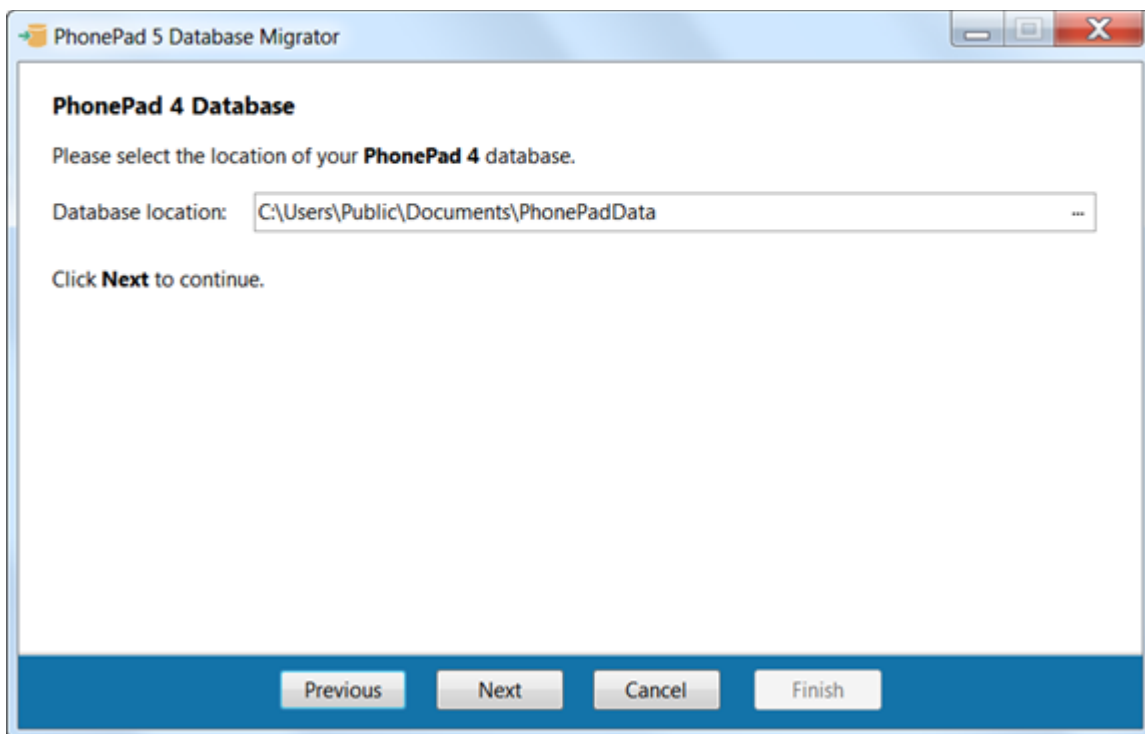 PhonePad 5 Database Migrator
PhonePad 4 Database
Please select the location of your PhonePad 4 database.
Database location: C:\Users\Public\Documents\PhonePadData ...
Click Next to continue.
Previous Next Cancel Finish